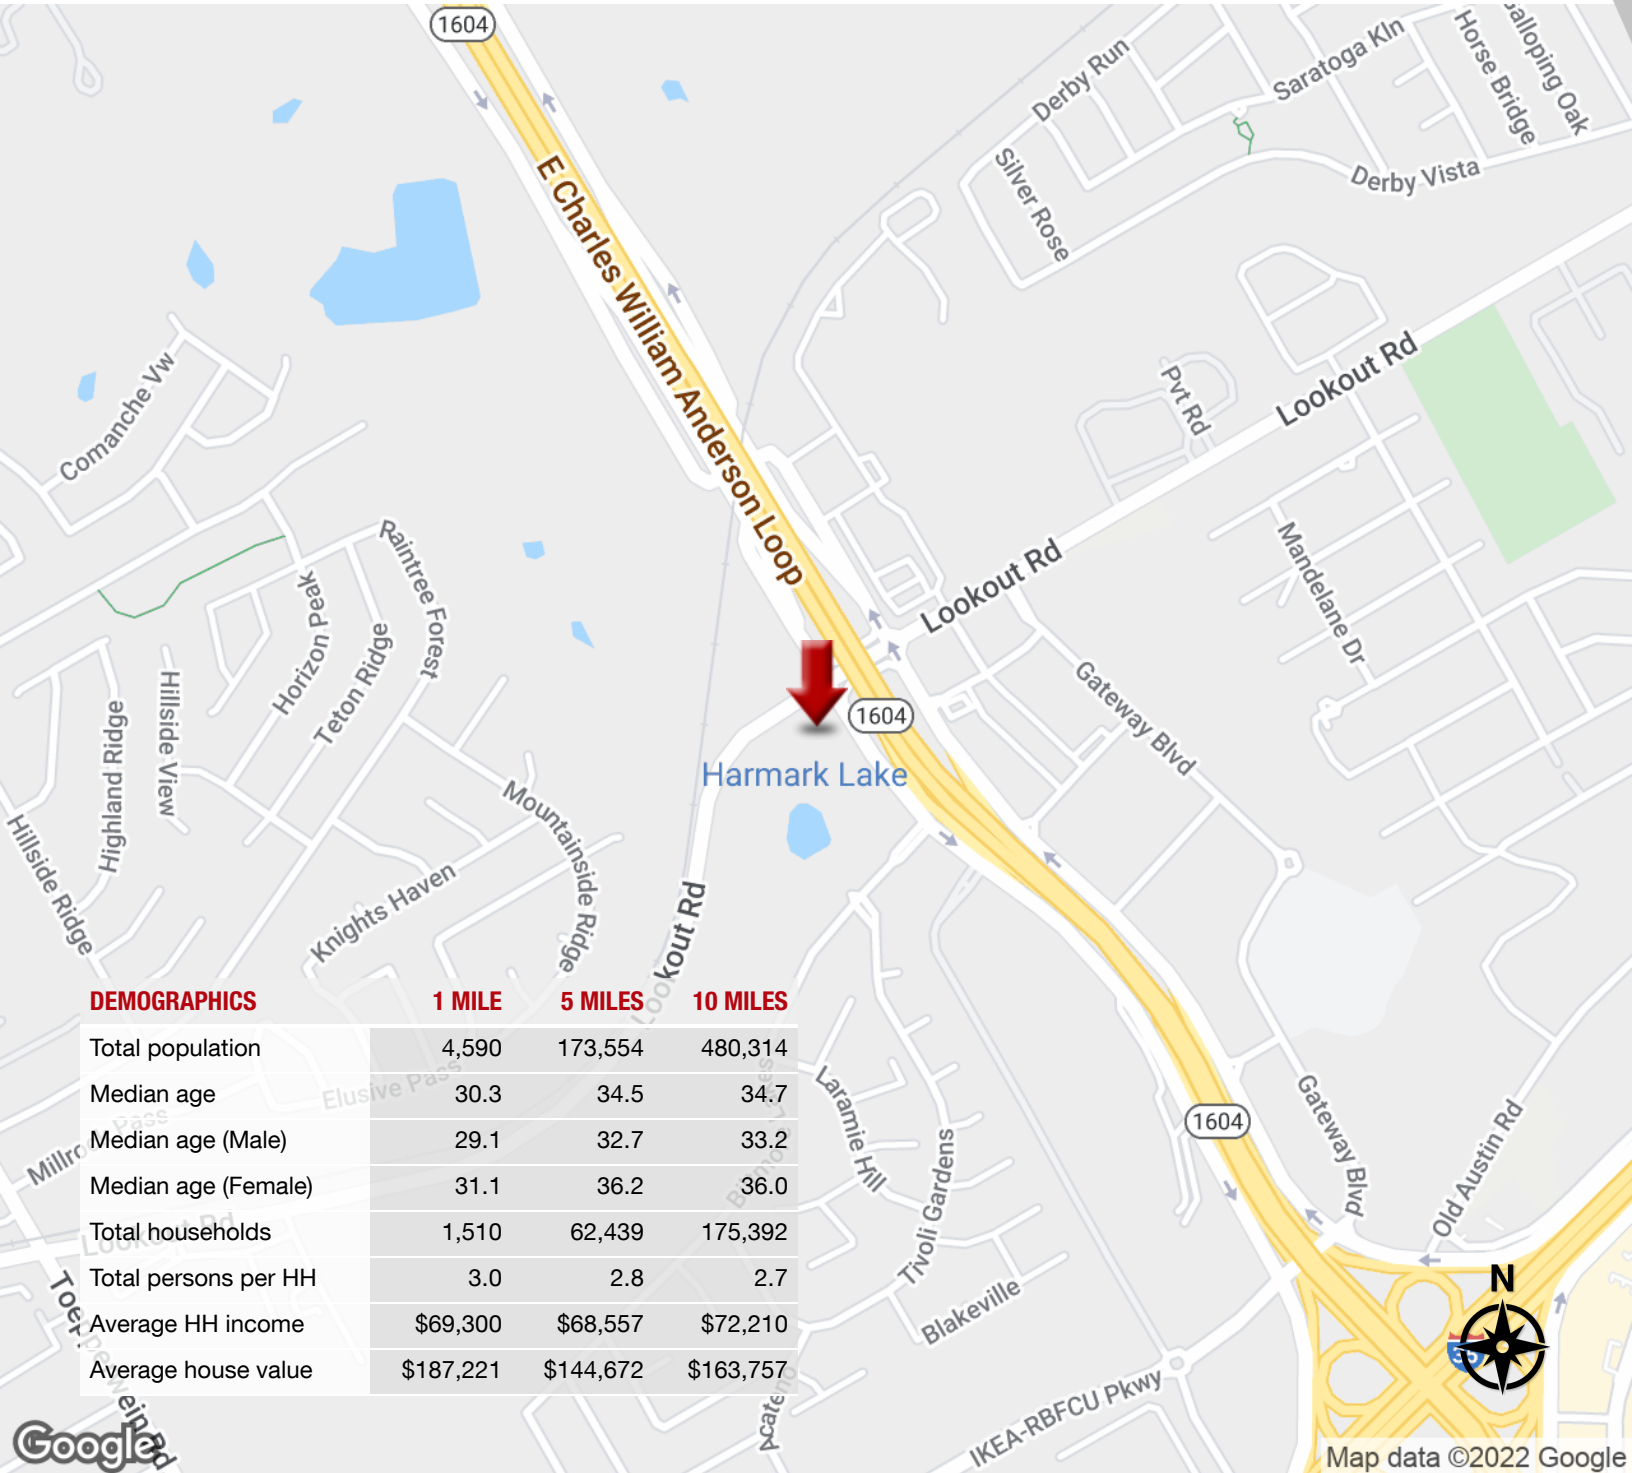 1604
Derby Run
Saratoga Kln
Horse Bridge
Galloping Oak
Silver Rose
Derby Vista
E Charles William Anderson Loop
Comanche Vw
Pvt Rd
Lookout Rd
Raintree Forest
Horizon Peak
Teton Ridge
Lookout Rd
Mandelane Dr
Hillside View
Highland Ridge
1604
Gateway Blvd
Harmark Lake
Hillside Ridge
Mountainside Ridge
Knights Haven
Lookout Rd
DEMOGRAPHICS 1 MILE 5 MILES 10 MILES
Total population 4,590 173,554 480,314
Median age 30.3 34.5 34.7
Median age (Male) 29.1 32.7 33.2
Median age (Female) 31.1 36.2 36.0
Total households 1,510 62,439 175,392
Total persons per HH 3.0 2.8 2.7
Average HH income $69,300 $68,557 $72,210
Average house value $187,221 $144,672 $163,757
Elusive Pass
Pass
Lookout Rd
Laramie Hill
Tivoli Gardens
Blakeville
1604
Gateway Blvd
Old Austin Rd
N
35
IKEA-RBFCU Pkwy
Google
Map data ©2022 Google